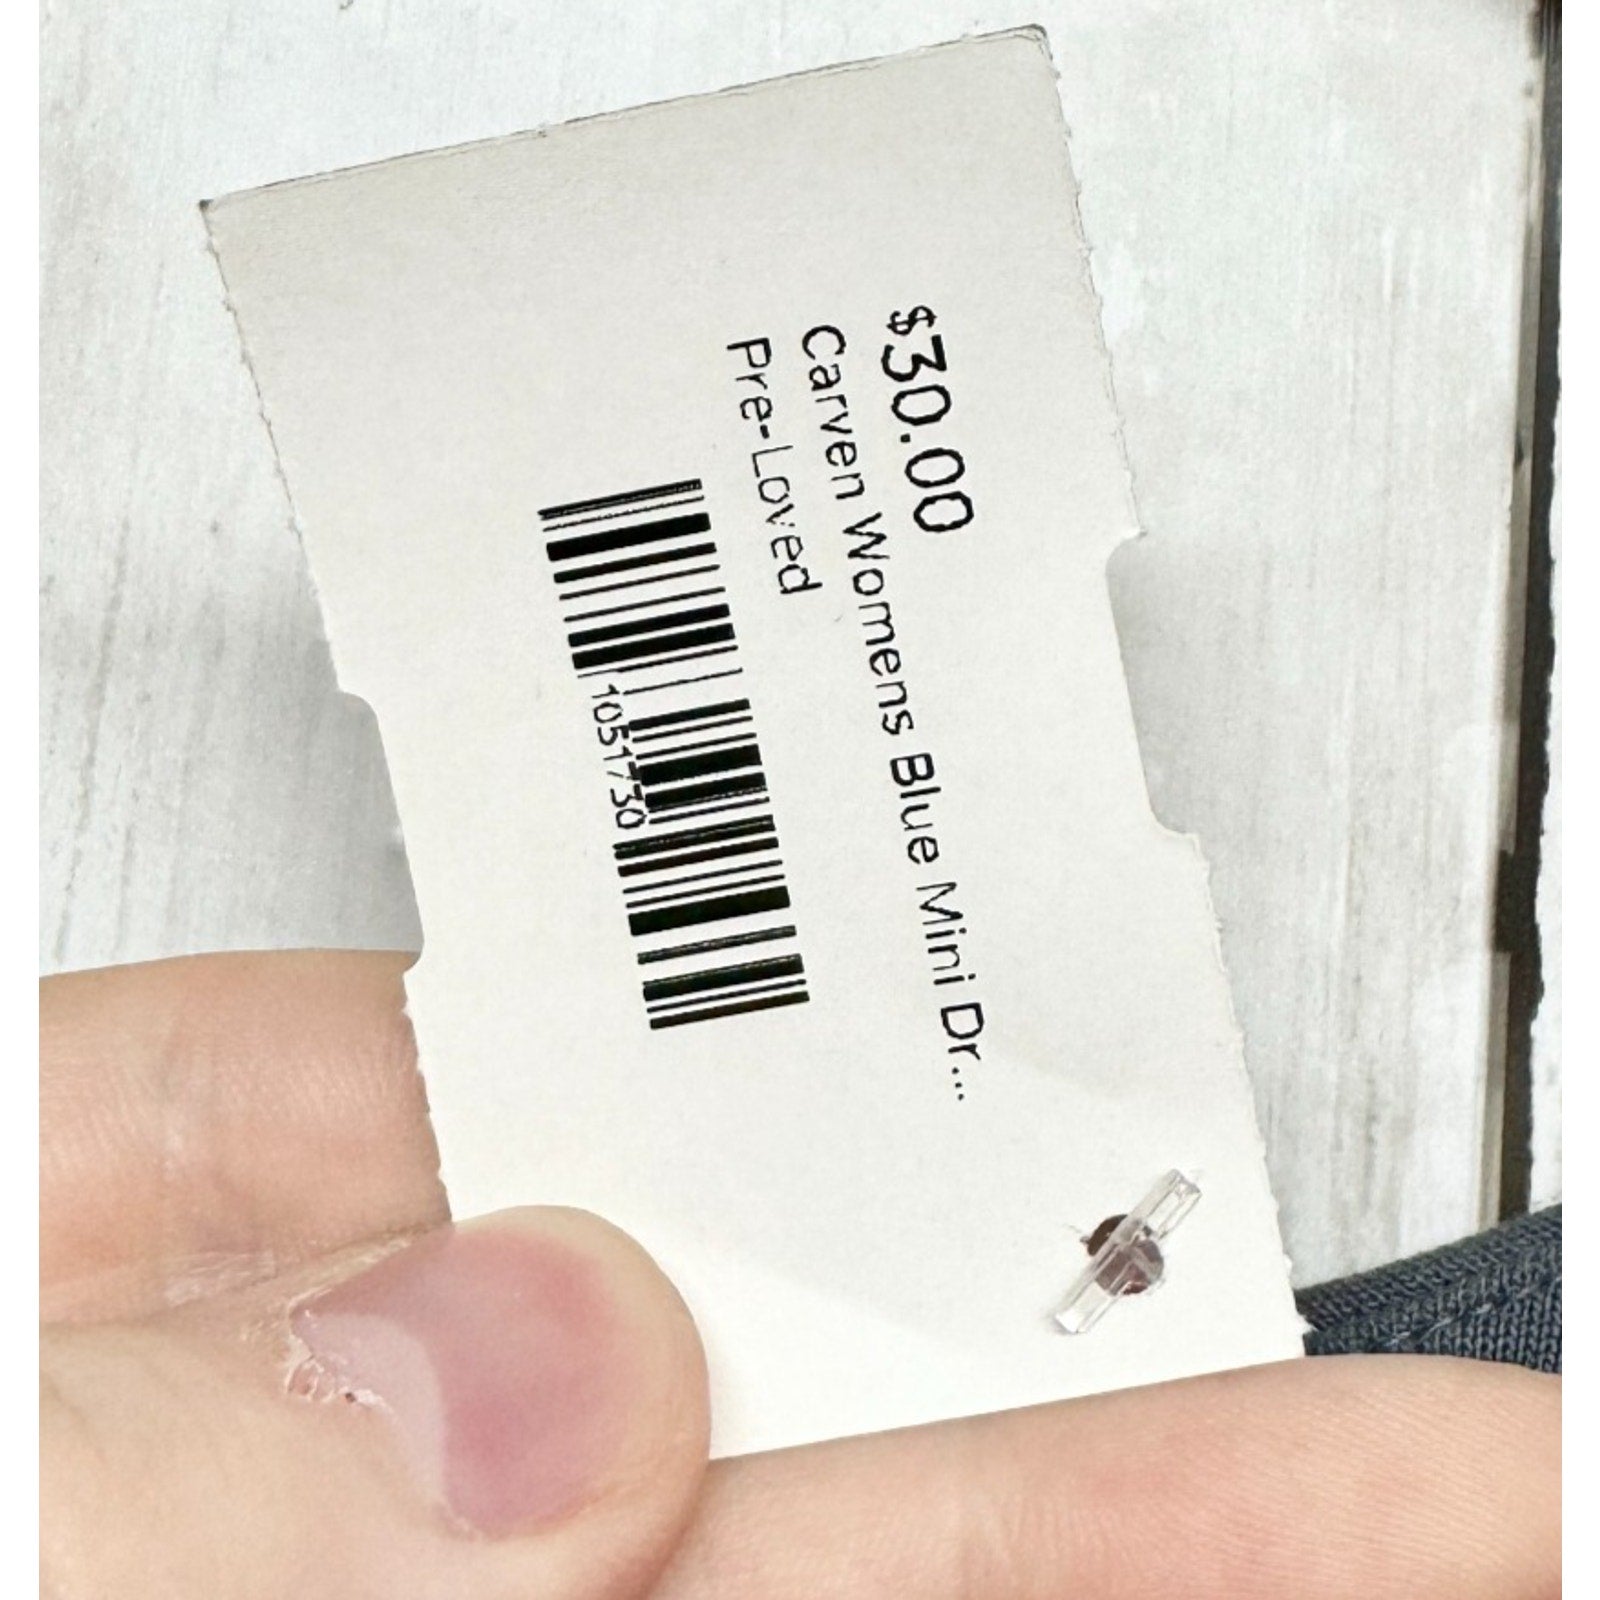 $30.00
Carven Womens Blue Mini Dr...
Pre-Loved
1051730